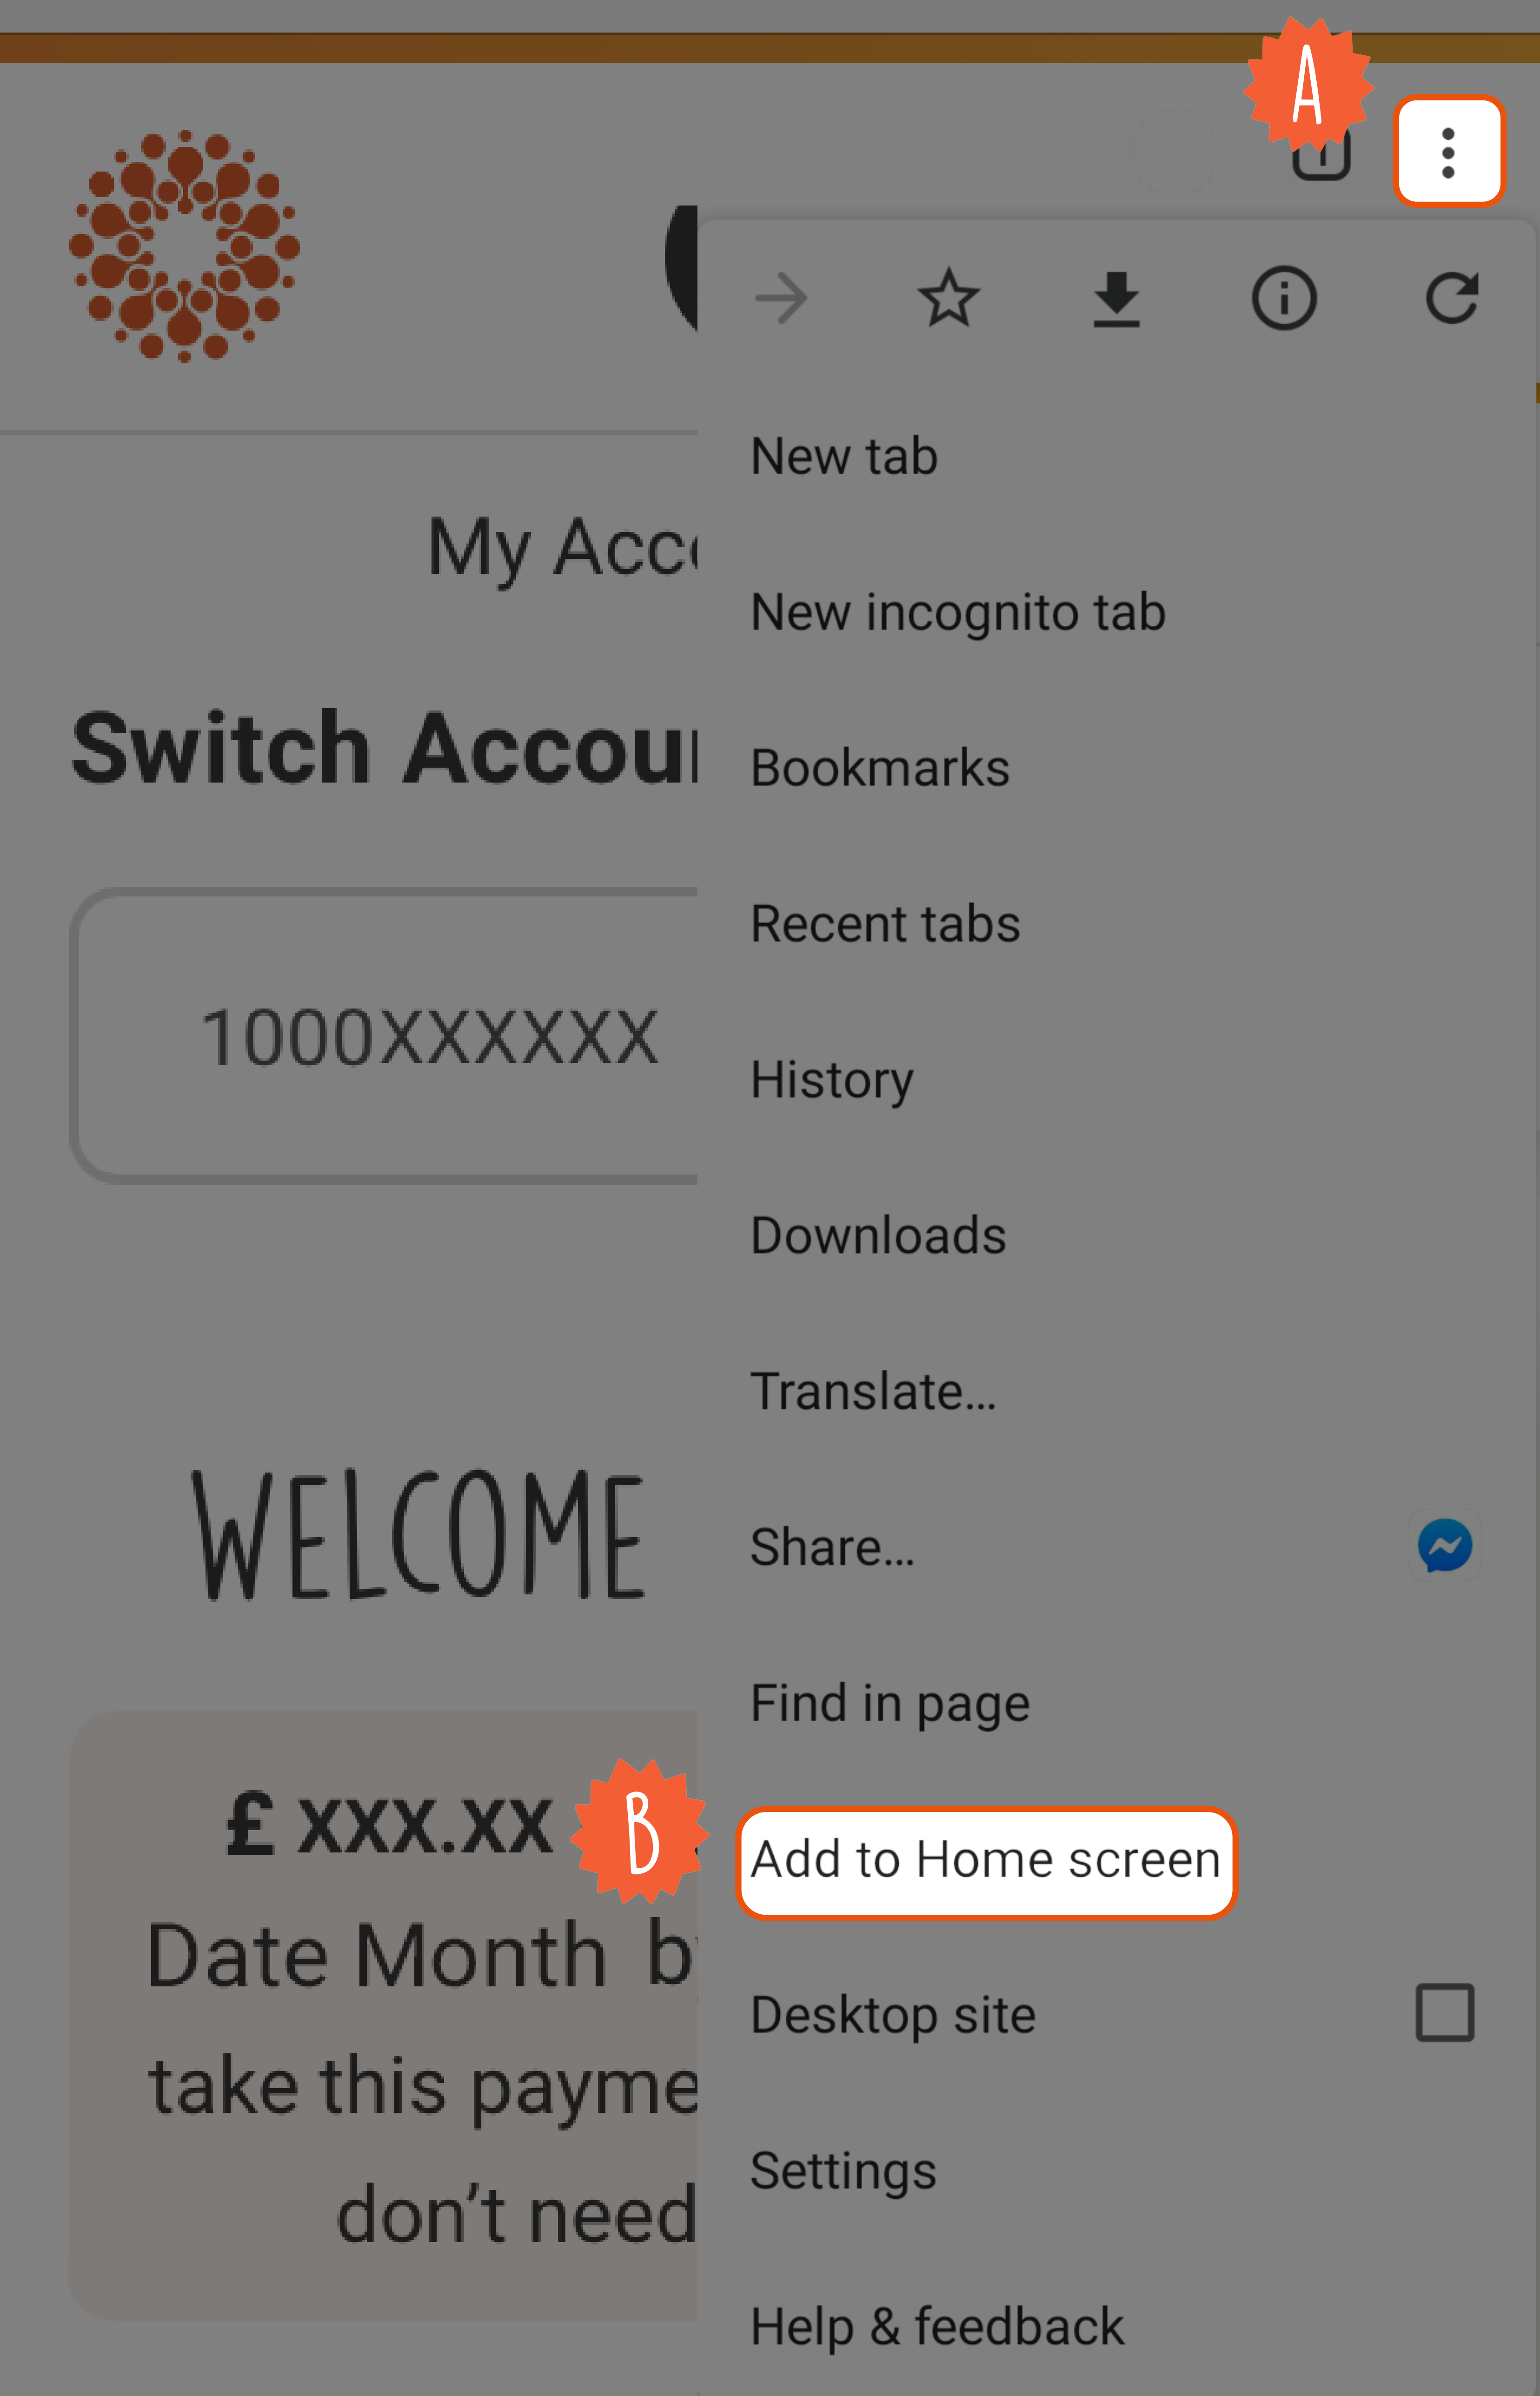 A
New tab
My Acc
New incognito tab
Switch Accou
Bookmarks
Recent tabs
1000XXXXXX
History
Downloads
Translate...
WELCOME
Share...
Find in page
£ XXX.XX
B
Add to Home screen
Date Month
Desktop site
take this payme
Settings
don't need
Help & feedback